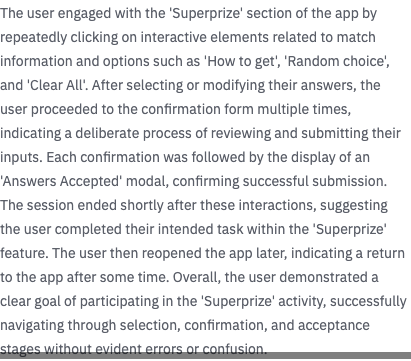 The user engaged with the 'Superprize' section of the app by
repeatedly clicking on interactive elements related to match
information and options such as 'How to get', 'Random choice',
and 'Clear All'. After selecting or modifying their answers, the
user proceeded to the confirmation form multiple times,
indicating a deliberate process of reviewing and submitting their
inputs. Each confirmation was followed by the display of an
'Answers Accepted' modal, confirming successful submission.
The session ended shortly after these interactions, suggesting
the user completed their intended task within the 'Superprize'
feature. The user then reopened the app later, indicating a return
to the app after some time. Overall, the user demonstrated a
clear goal of participating in the 'Superprize' activity, successfully
navigating through selection, confirmation, and acceptance
stages without evident errors or confusion.